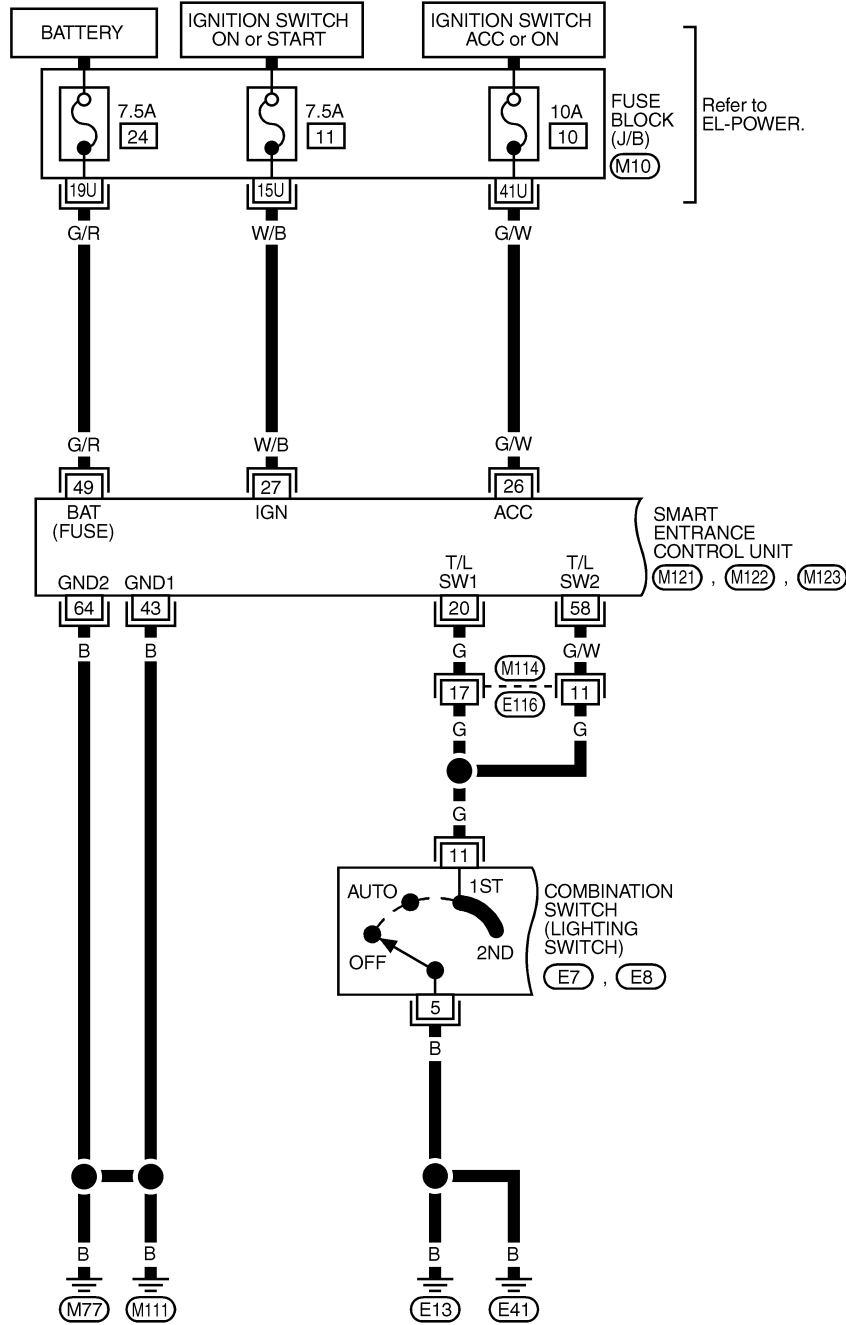 BATTERY
IGNITION SWITCH
ON or START
IGNITION SWITCH
ACC or ON
7.5A
24
7.5A
11
10A
10
FUSE
BLOCK
(J/B)
M10
Refer to
EL-POWER.
19U
15U
41U
G/R
W/B
G/W
G/R
W/B
G/W
49
27
26
BAT
(FUSE)
IGN
ACC
SMART
ENTRANCE
CONTROL UNIT
M121 , M122 , M123
GND2
GND1
T/L
SW1
T/L
SW2
64
43
20
58
B
B
G
G/W
M114
17
11
E116
G
G
G
11
AUTO
1ST
OFF
2ND
COMBINATION
SWITCH
(LIGHTING
SWITCH)
E7 , E8
5
B
B
B
B
B
M77
M111
E13
E41